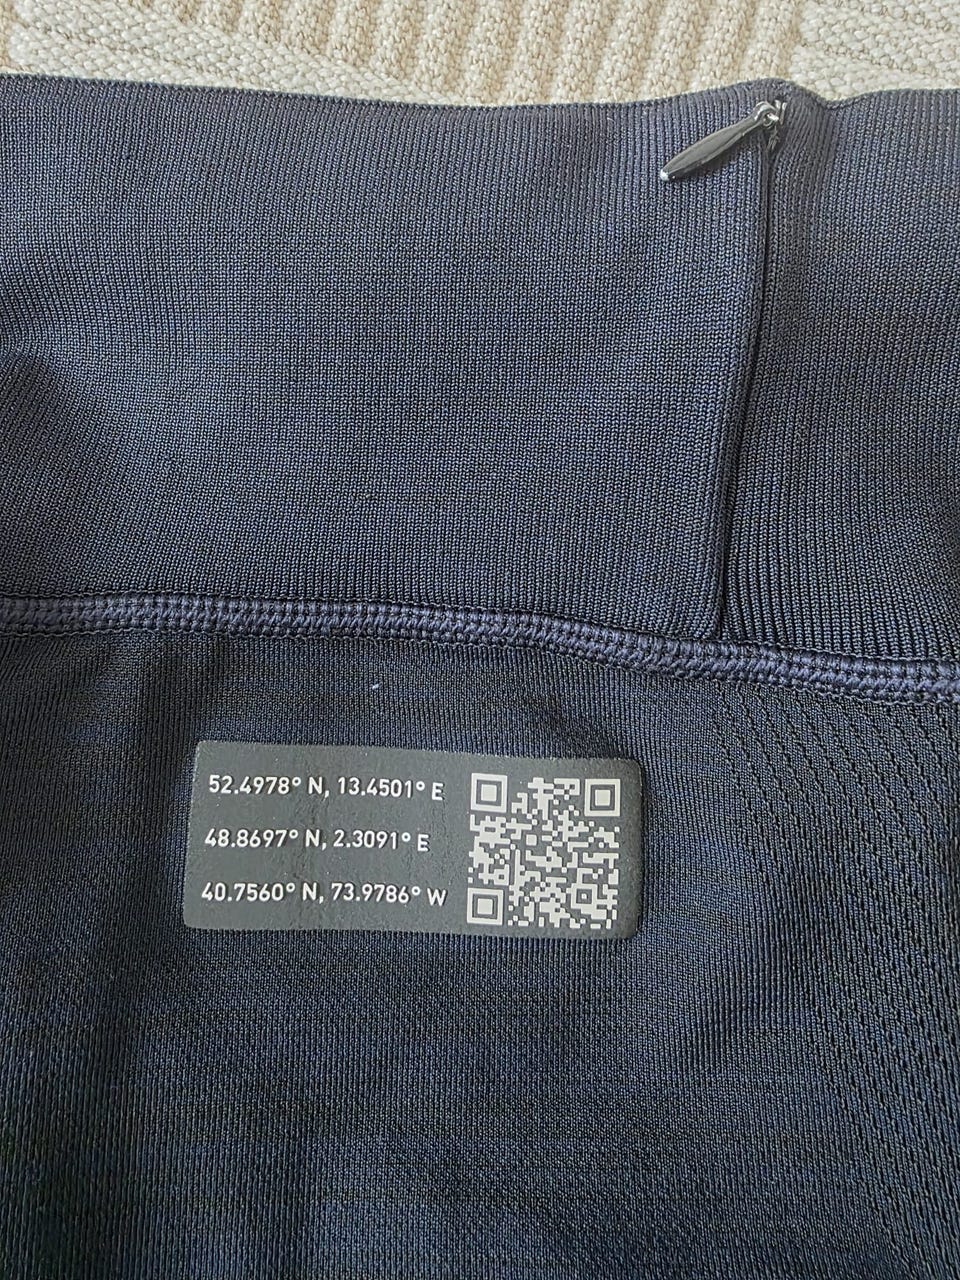 52.4978° N, 13.4501° E
48.8697° N, 2.3091° E
40.7560° N, 73.9786° W